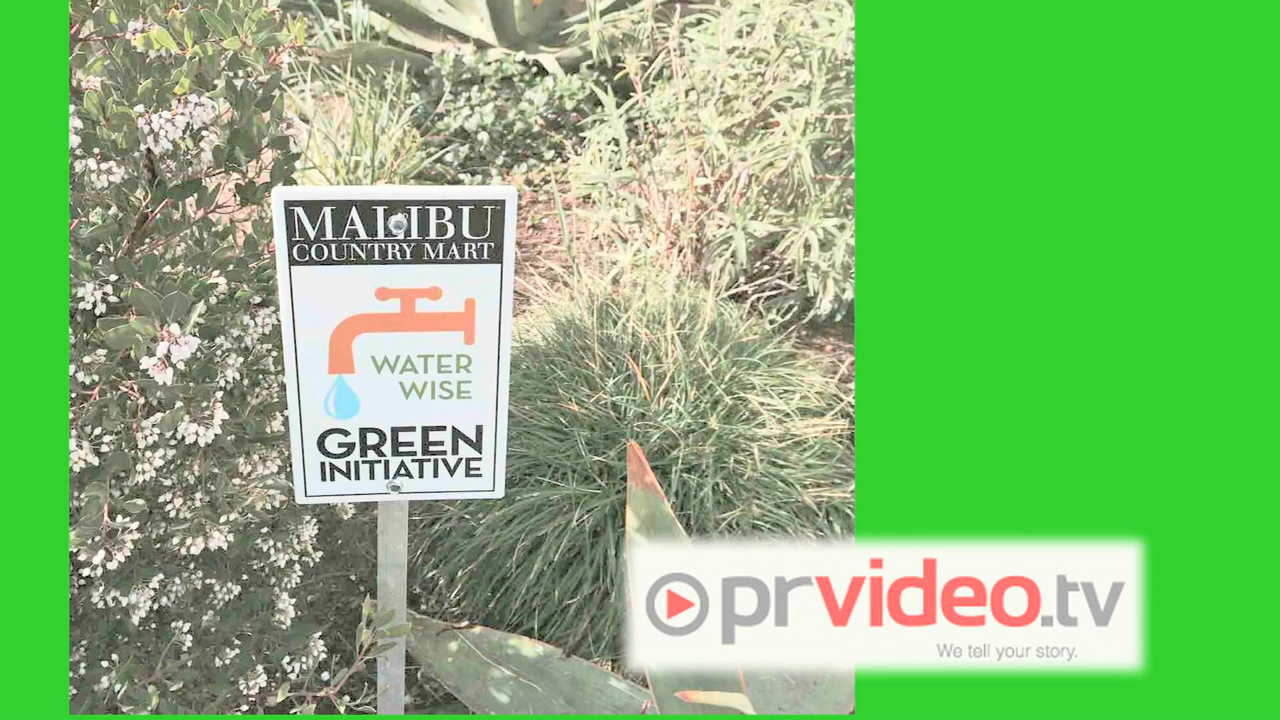 MALIBU
COUNTRY MART
WATER
WISE
GREEN
INITIATIVE
prvideo.tv
We tell your story.